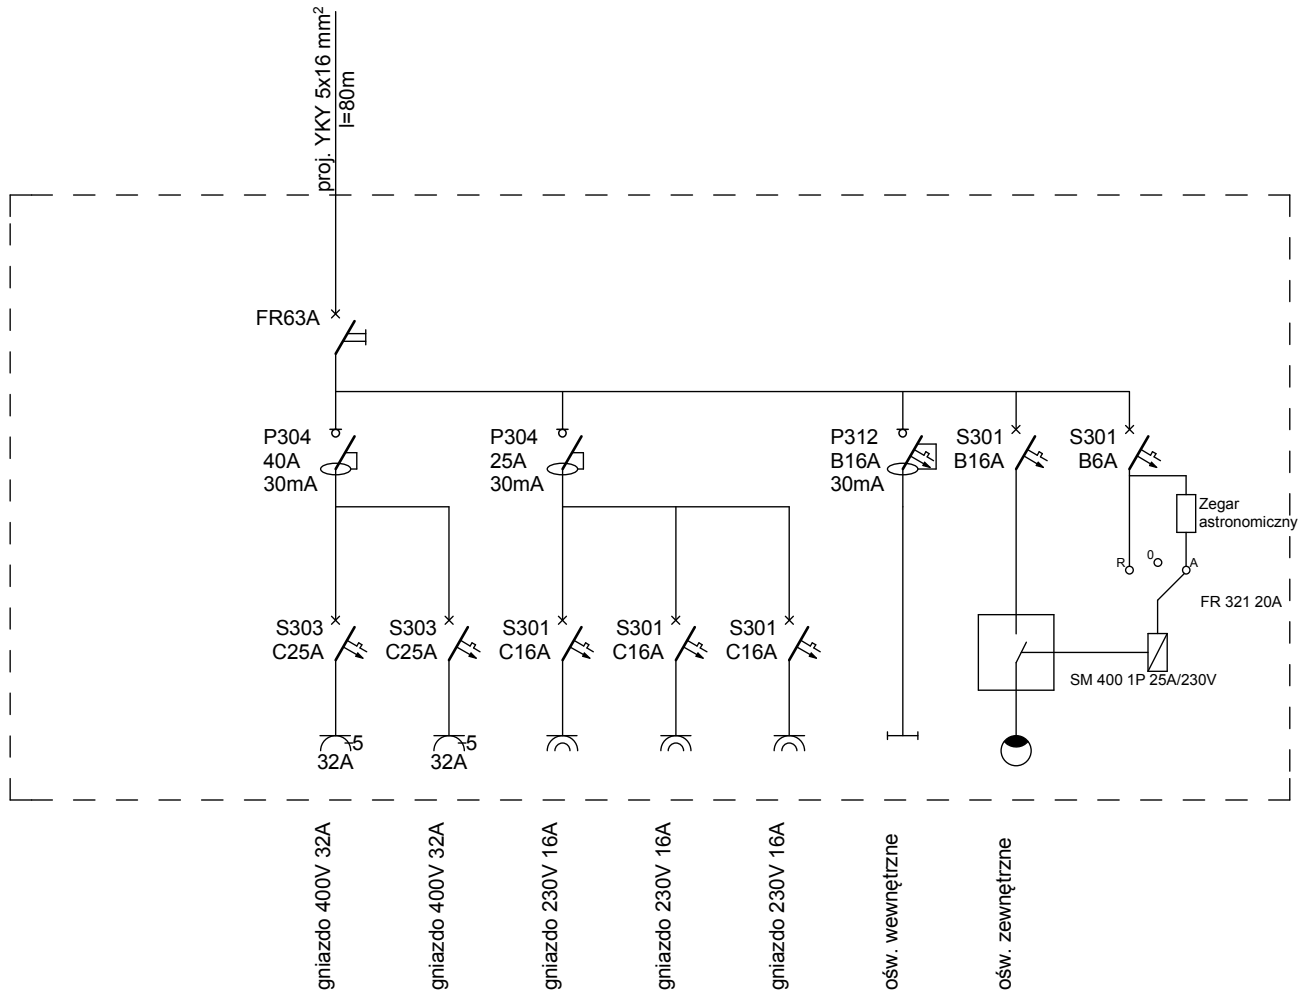 proj. YKY 5x16 mm²
l=80m
FR63A
P304
40A
30mA
P304
25A
30mA
P312
B16A
30mA
S301
B16A
S301
B6A
Zegar
astronomiczny
R
0
A
FR 321 20A
S303
C25A
S303
C25A
S301
C16A
S301
C16A
S301
C16A
SM 400 1P 25A/230V
5
32A
5
32A
gniazdo 400V 32A
gniazdo 400V 32A
gniazdo 230V 16A
gniazdo 230V 16A
gniazdo 230V 16A
ośw. wewnętrzne
ośw. zewnętrzne